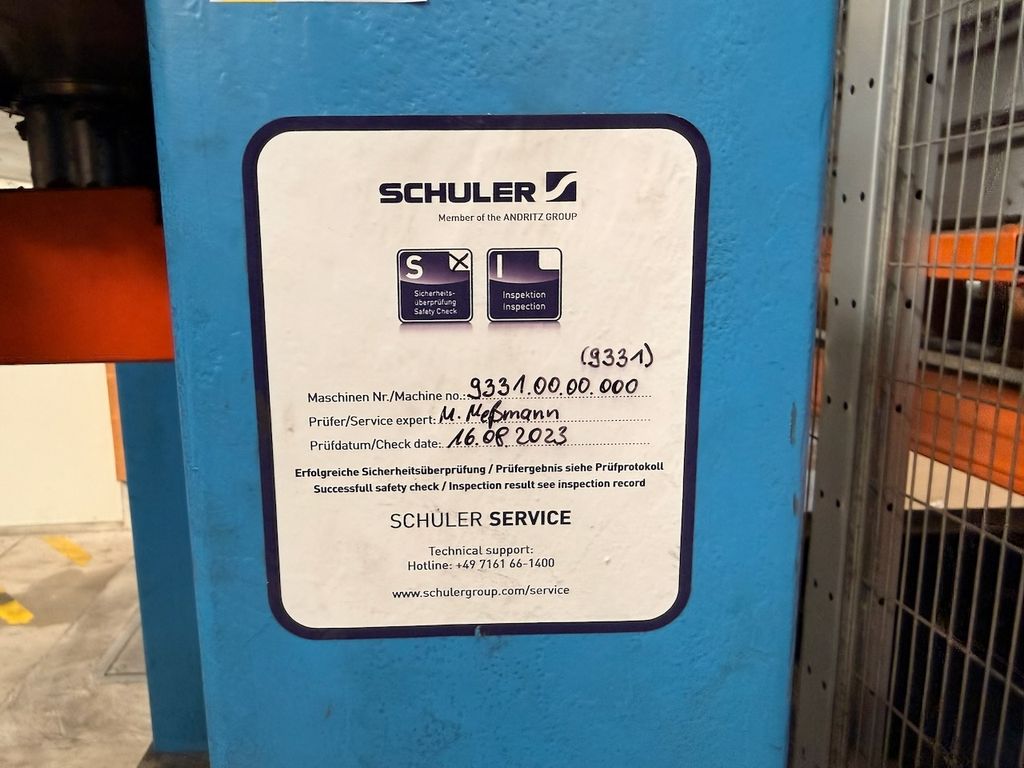 SCHULER
Member of the ANDRITZ GROUP
S
Sicherheits-
überprüfung
Safety Check
I
Inspektion
Inspection
(9331)
Maschinen Nr./Machine no.: 9331.00.00.000
Prüfer/Service expert: M. Meßmann
Prüfdatum/Check date: 16.08.2023
Erfolgreiche Sicherheitsüberprüfung / Prüfergebnis siehe Prüfprotokoll
Successfull safety check / Inspection result see inspection record
SCHULER SERVICE
Technical support:
Hotline: +49 7161 66-1400
www.schulergroup.com/service